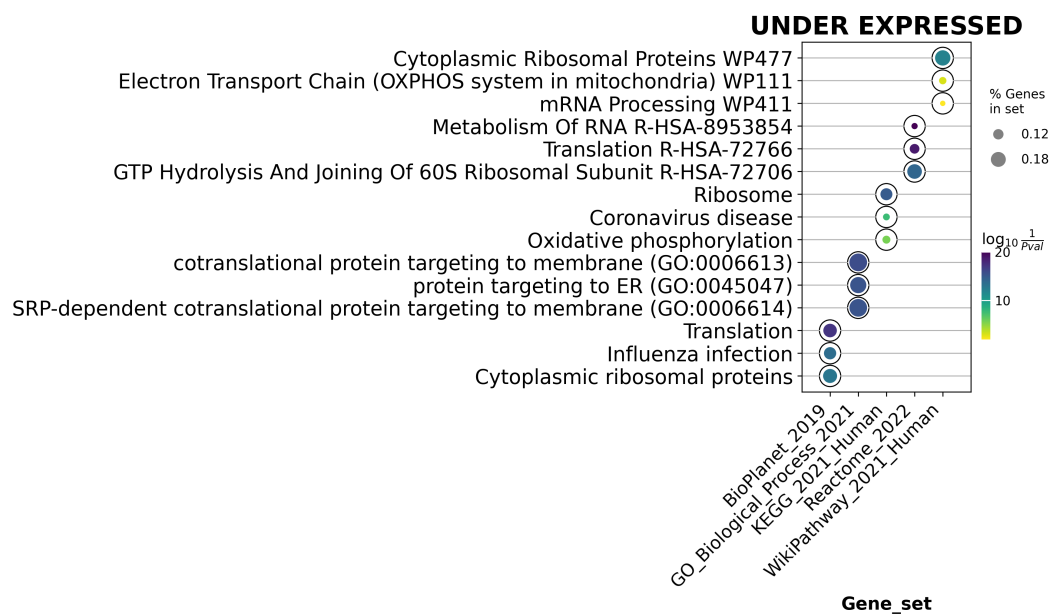 UNDER EXPRESSED
Cytoplasmic Ribosomal Proteins WP477
Electron Transport Chain (OXPHOS system in mitochondria) WP111
mRNA Processing WP411
Metabolism Of RNA R-HSA-8953854
Translation R-HSA-72766
GTP Hydrolysis And Joining Of 60S Ribosomal Subunit R-HSA-72706
Ribosome
Coronavirus disease
Oxidative phosphorylation
cotranslational protein targeting to membrane (GO:0006613)
protein targeting to ER (GO:0045047)
SRP-dependent cotranslational protein targeting to membrane (GO:0006614)
Translation
Influenza infection
Cytoplasmic ribosomal proteins
BioPlanet_2019
GO_Biological_Process_2021
KEGG_2021_Human
Reactome_2022
WikiPathway_2021_Human
Gene_set
% Genes
in set
0.12
0.18
log10 1/Pval
20
10